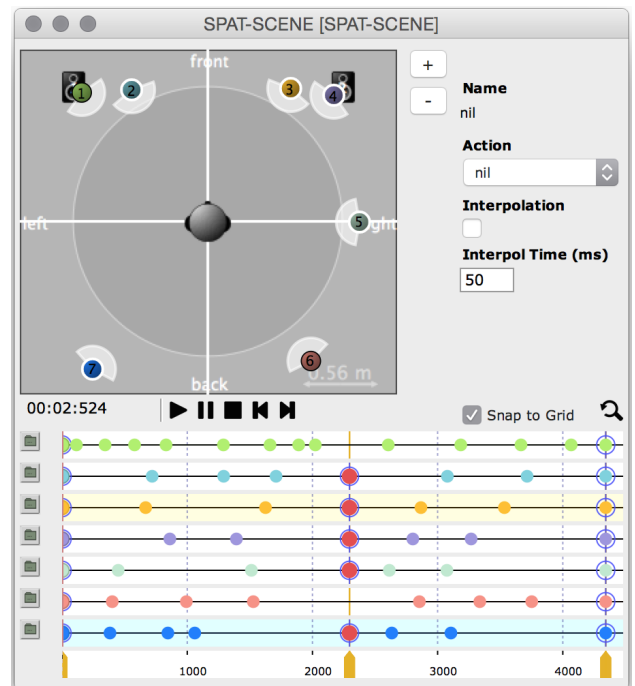 SPAT-SCENE [SPAT-SCENE]
front
1
2
3
4
left
5
ght
7
6
0.56 m
back
+
-
Name
nil
Action
nil
Interpolation
Interpol Time (ms)
50
00:02:524
Snap to Grid
1000
2000
3000
4000